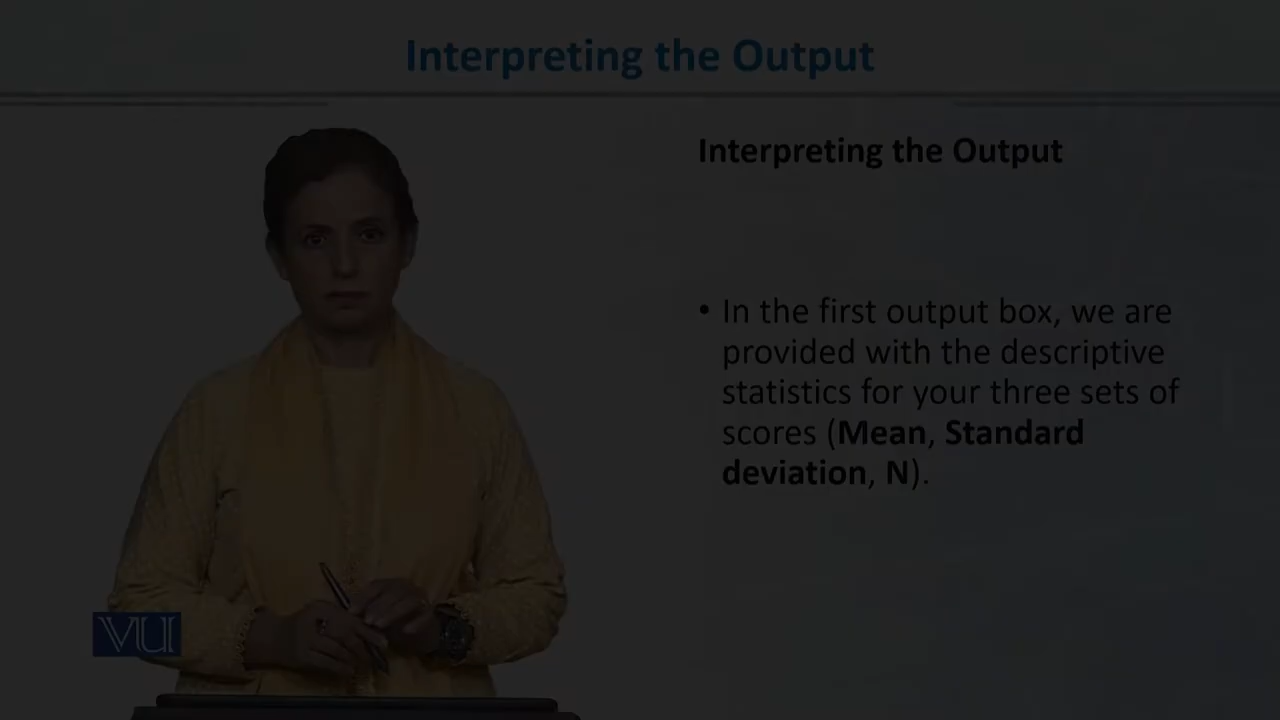 Interpreting the Output
Interpreting the Output
• In the first output box, we are
provided with the descriptive
statistics for your three sets of
scores (Mean, Standard
deviation, N).
VU